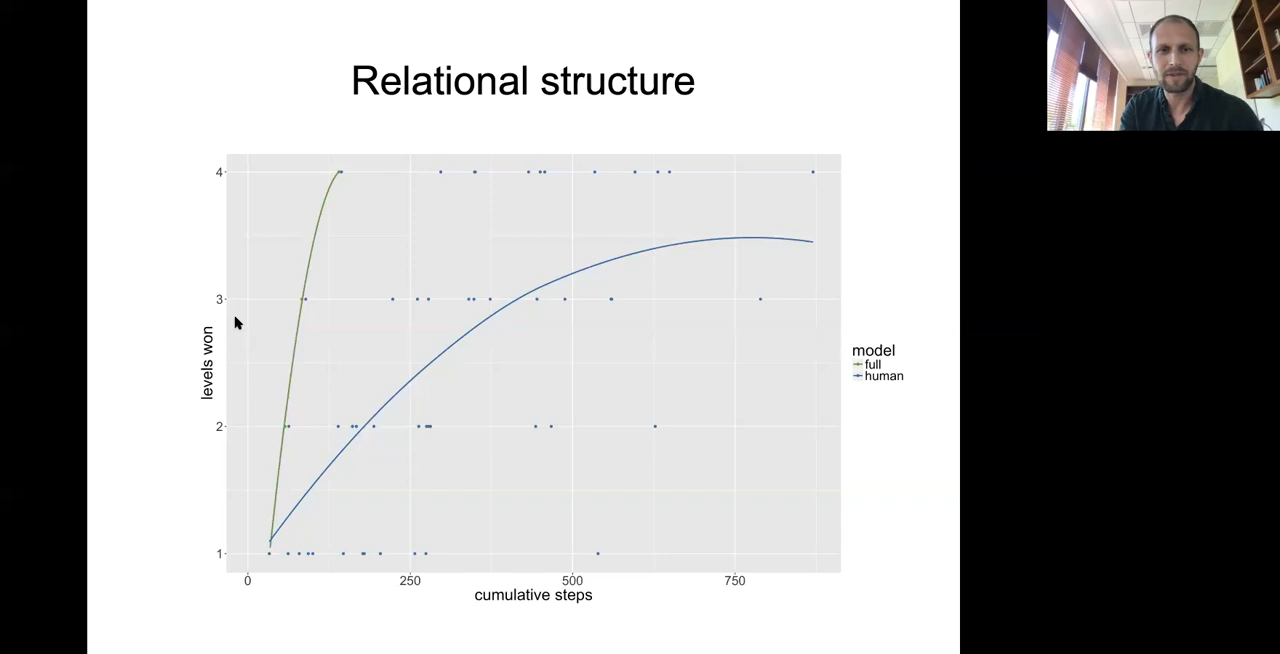 Relational structure
4
3
2
1
levels won
0 250 500 750
cumulative steps
model
full
human